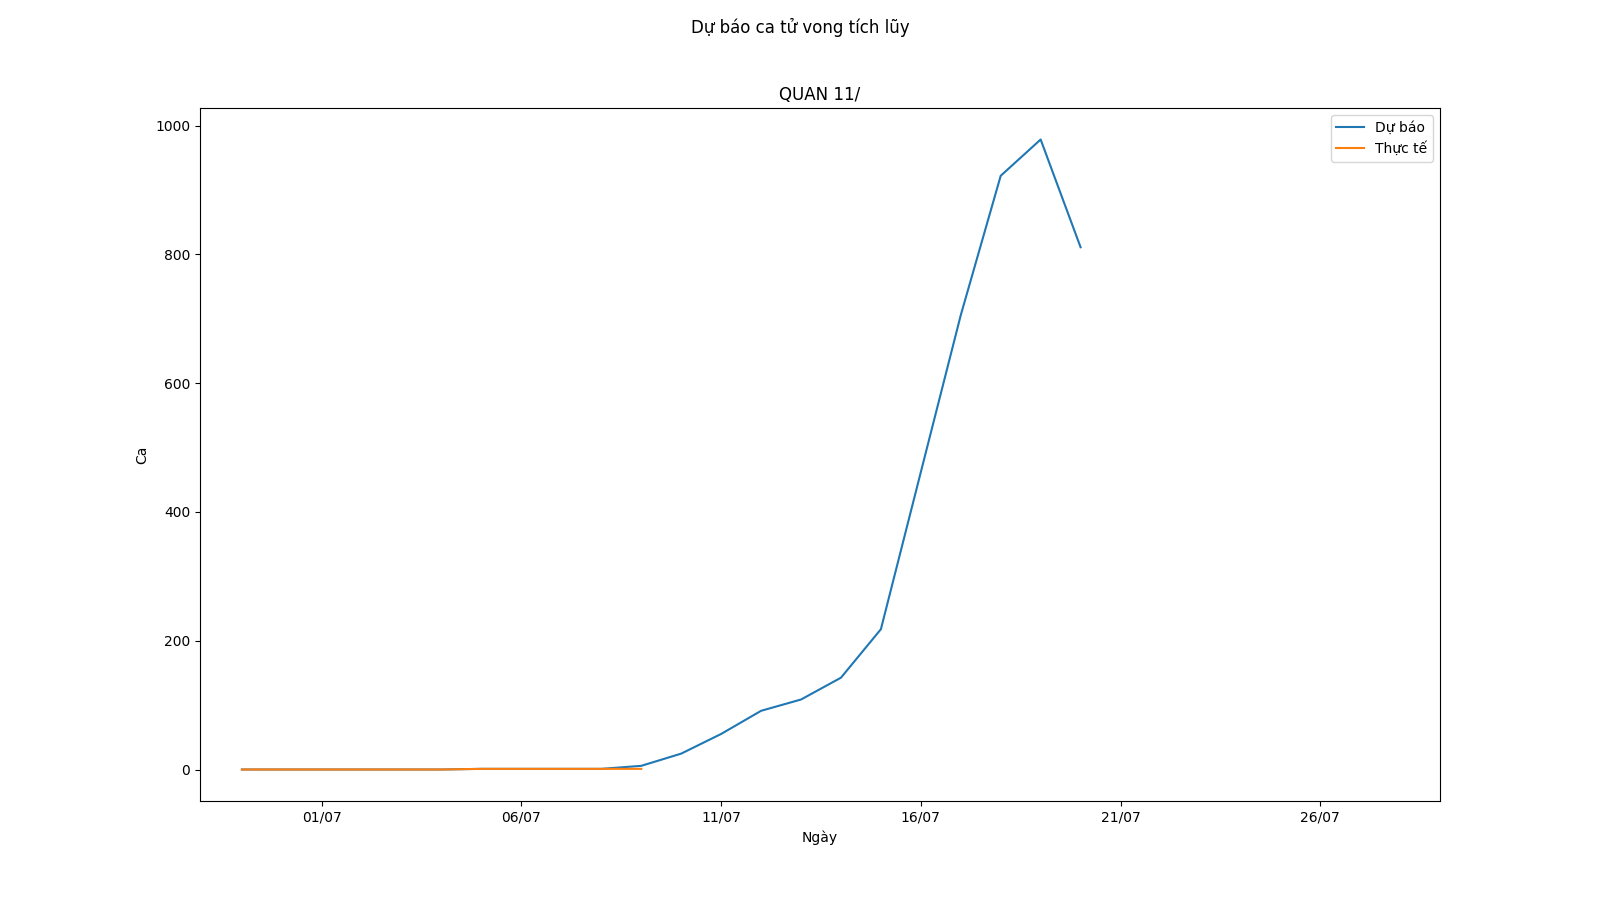 Dự báo ca tử vong tích lũy
QUAN 11/
Dự báo
Thực tế
1000
800
600
400
200
0
Ca
01/07
06/07
11/07
16/07
21/07
26/07
Ngày